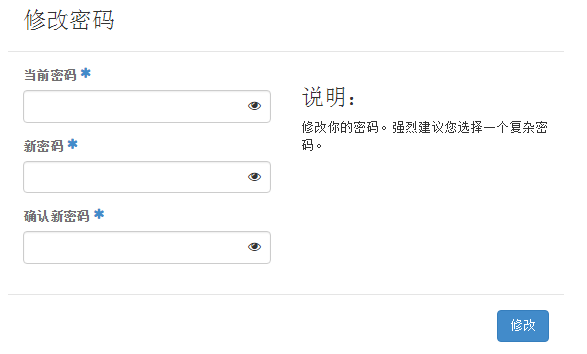 修改密码
当前密码 *
新密码 *
确认新密码 *
说明：
修改你的密码。强烈建议您选择一个复杂密
码。
修改